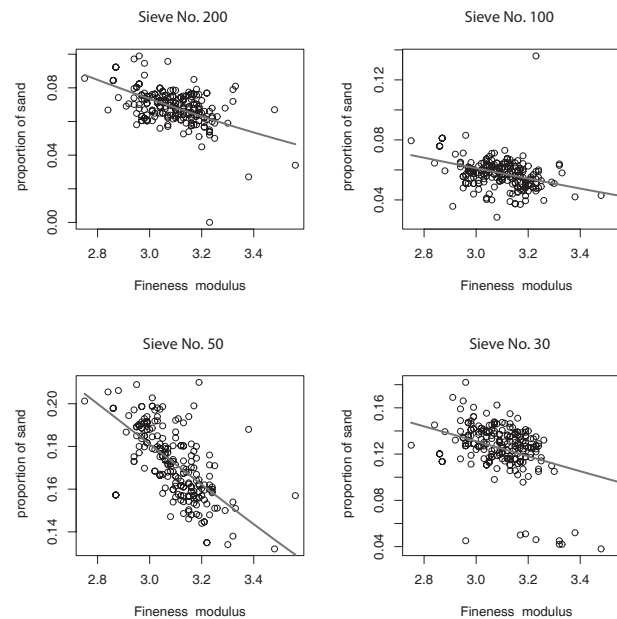 Sieve No. 200
proportion of sand
0.00 0.04 0.08
2.8 3.0 3.2 3.4
Fineness modulus
Sieve No. 100
proportion of sand
0.04 0.08 0.12
2.8 3.0 3.2 3.4
Fineness modulus
Sieve No. 50
proportion of sand
0.14 0.16 0.18 0.20
2.8 3.0 3.2 3.4
Fineness modulus
Sieve No. 30
proportion of sand
0.04 0.08 0.12 0.16
2.8 3.0 3.2 3.4
Fineness modulus